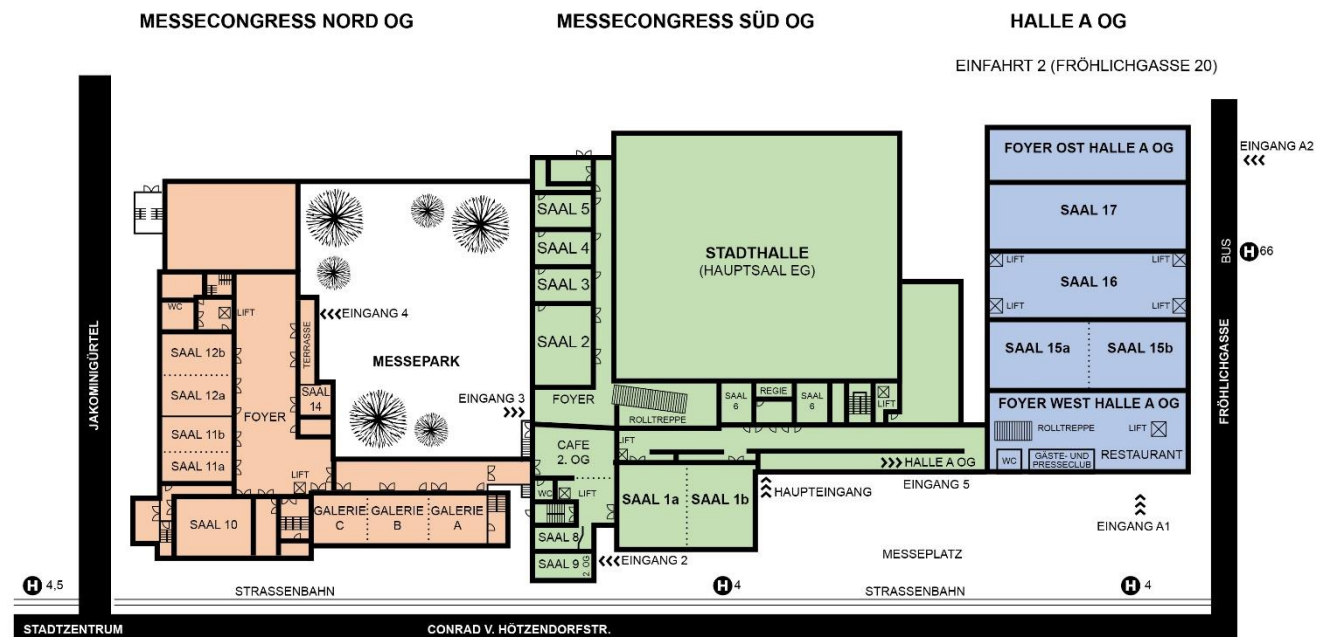 MESSECONGRESS NORD OG
MESSECONGRESS SÜD OG
HALLE A OG
EINFAHRT 2 (FRÖHLICHGASSE 20)
JAKOMINIGÜRTEL
WC
LIFT
SAAL 12b
SAAL 12a
SAAL 11b
SAAL 11a
FOYER
LIFT
TERRASSE
SAAL
14
EINGANG 4
MESSEPARK
EINGANG 3
SAAL 10
GALERIE
C
GALERIE
B
GALERIE
A
SAAL 5
SAAL 4
SAAL 3
SAAL 2
FOYER
STADTHALLE
(HAUPTSAAL EG)
ROLLTREPPE
SAAL
6
REGIE
SAAL
6
LIFT
CAFE
2. OG
LIFT
WC
LIFT
SAAL 1a
SAAL 1b
SAAL 8
SAAL 9
2. OG
EINGANG 2
HALLE A OG
HAUPTEINGANG
EINGANG 5
FOYER OST HALLE A OG
SAAL 17
LIFT
LIFT
SAAL 16
LIFT
LIFT
SAAL 15a
SAAL 15b
FOYER WEST HALLE A OG
ROLLTREPPE
LIFT
WC
GÄSTE- UND
PRESSECLUB
RESTAURANT
EINGANG A2
BUS
H 66
FRÖHLICHGASSE
EINGANG A1
MESSEPLATZ
H 4,5
STRASSENBAHN
H 4
STRASSENBAHN
H 4
STADTZENTRUM
CONRAD V. HÖTZENDORFSTR.